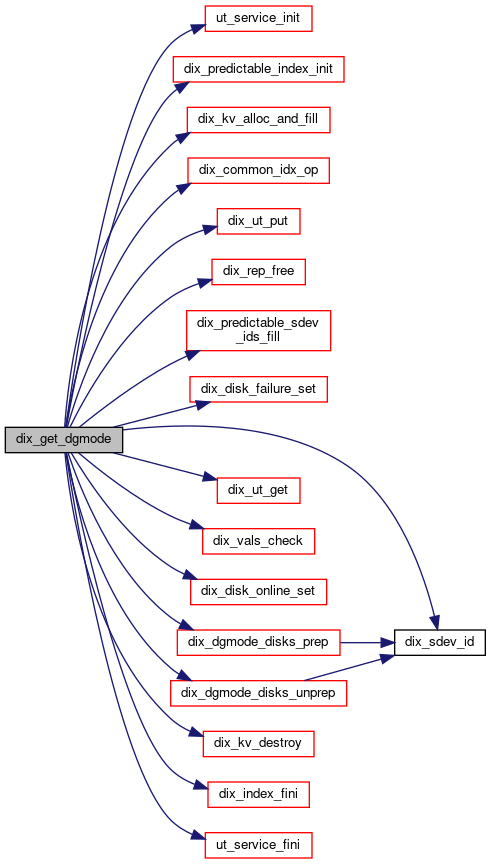 ut_service_init
dix_predictable_index_init
dix_kv_alloc_and_fill
dix_common_idx_op
dix_ut_put
dix_rep_free
dix_predictable_sdev
_ids_fill
dix_disk_failure_set
dix_get_dgmode
dix_ut_get
dix_vals_check
dix_disk_online_set
dix_dgmode_disks_prep
dix_sdev_id
dix_dgmode_disks_unprep
dix_kv_destroy
dix_index_fini
ut_service_fini